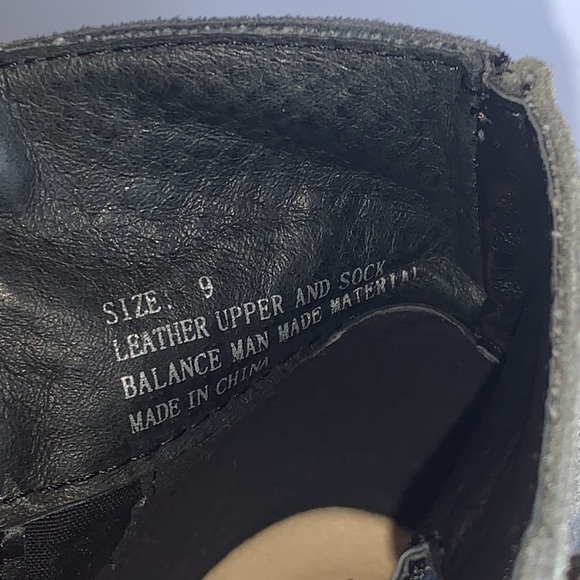 SIZE: 9
LEATHER UPPER AND SOCK
BALANCE MAN MADE MATERIAL
MADE IN CHINA